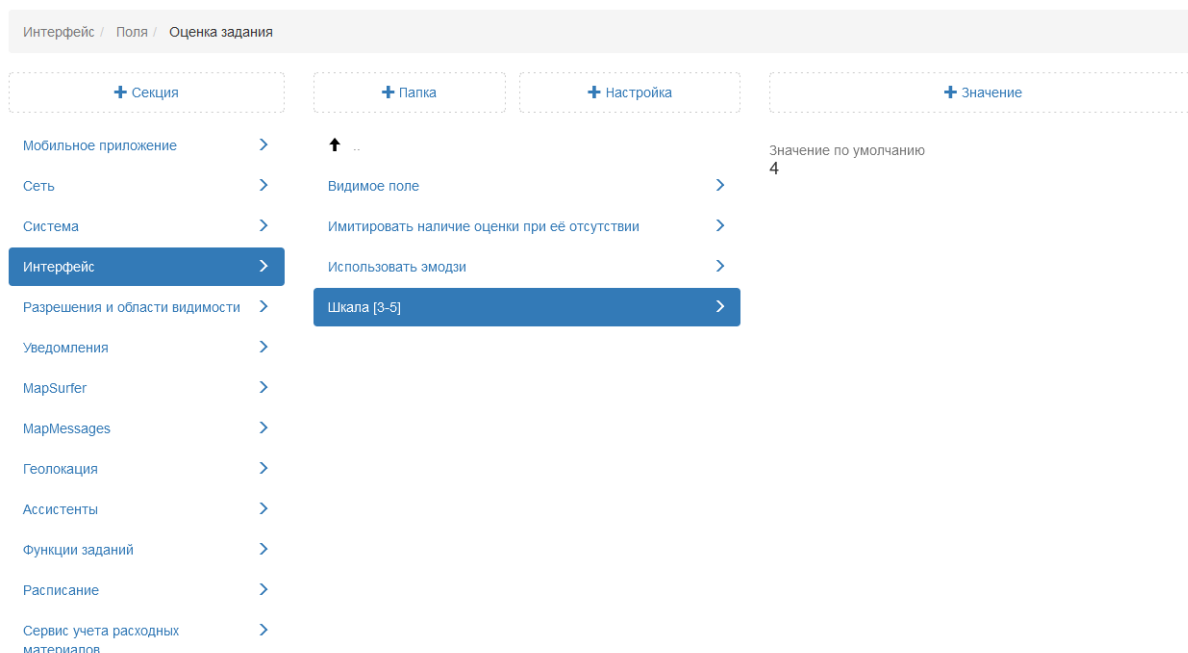 Интерфейс / Поля / Оценка задания
+ Секция
+ Папка
+ Настройка
+ Значение
Мобильное приложение
Сеть
Система
Интерфейс
Разрешения и области видимости
Уведомления
MapSurfer
MapMessages
Геолокация
Ассистенты
Функции заданий
Расписание
Сервис учета расходных
материалов
..
Видимое поле
Имитировать наличие оценки при её отсутствии
Использовать эмодзи
Шкала [3-5]
Значение по умолчанию
4